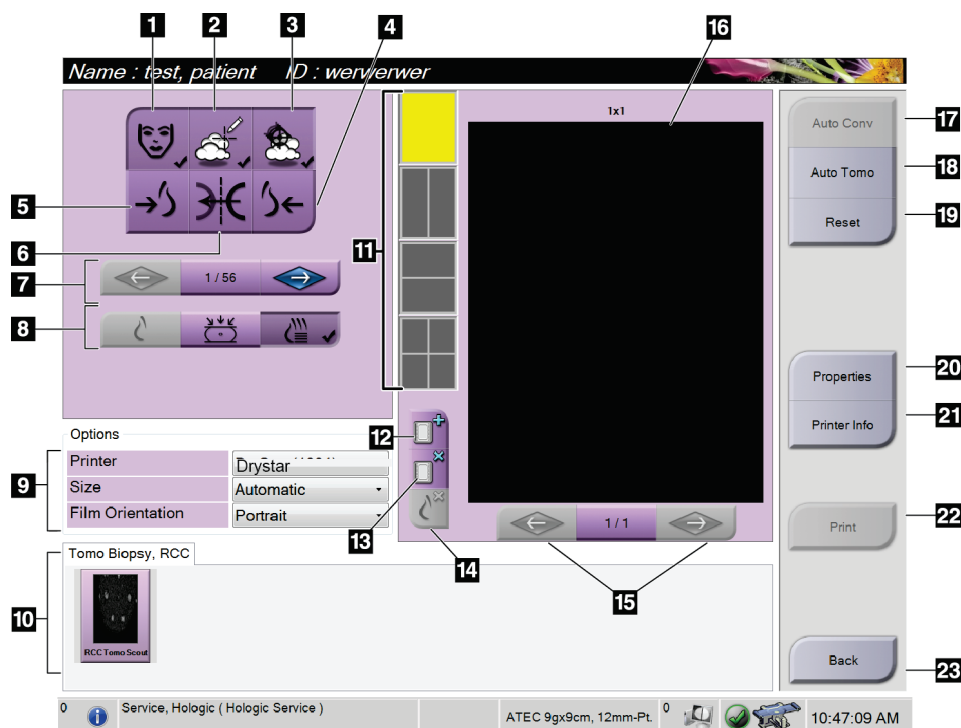 1
2
3
4
16
Name : test, patient ID : werwerwer
1x1
17
Auto Conv
18
Auto Tomo
19
Reset
5
6
11
7
1 / 56
8
20
Properties
21
Printer Info
12
Options
9
Printer
Drystar
Size
Automatic
Film Orientation
Portrait
13
14
1 / 1
15
22
Print
Tomo Biopsy, RCC
10
RCC Tomo Scout
Back
23
0
Service, Hologic ( Hologic Service )
ATEC 9gx9cm, 12mm-Pt.
0
10:47:09 AM